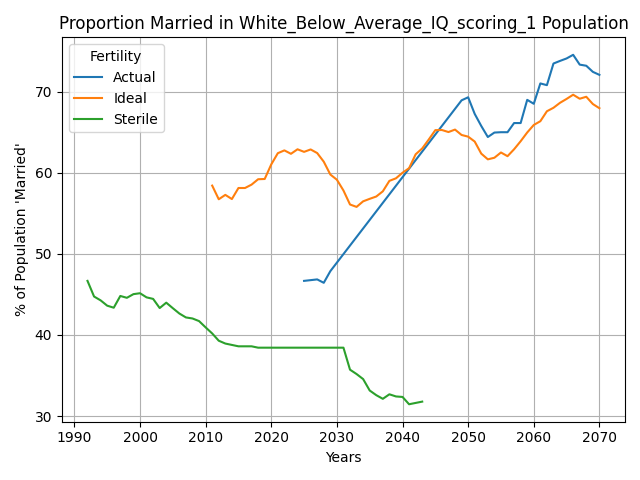 Proportion Married in White_Below_Average_IQ_scoring_1 Population
Fertility
Actual
Ideal
Sterile
% of Population 'Married'
70
60
50
40
30
1990 2000 2010 2020 2030 2040 2050 2060 2070
Years